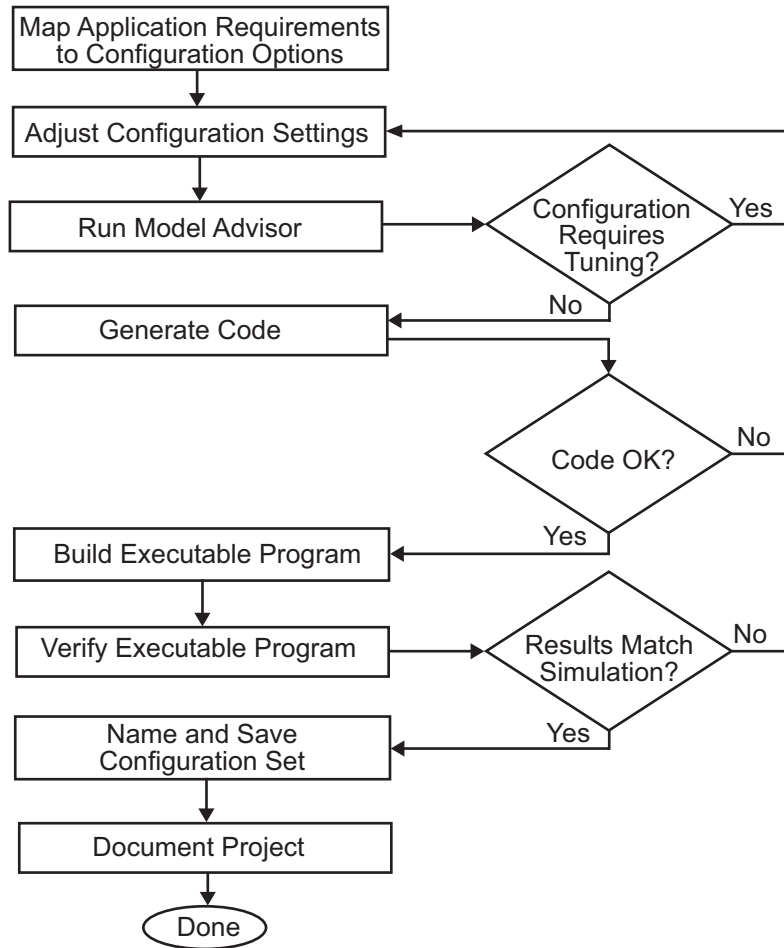 Map Application Requirements
to Configuration Options
Adjust Configuration Settings
Run Model Advisor
Configuration
Requires
Tuning?
Yes
No
Generate Code
Code OK?
No
Yes
Build Executable Program
Verify Executable Program
Results Match
Simulation?
No
Yes
Name and Save
Configuration Set
Document Project
Done